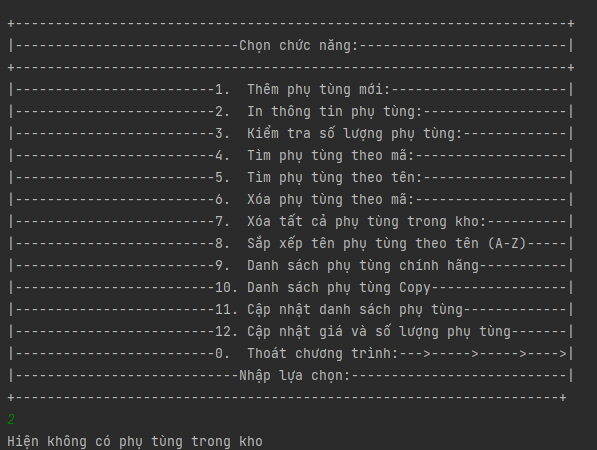 +---------------------------------------------------------------------+
|----------------------------Chọn chức năng:--------------------------|
+---------------------------------------------------------------------+
|-------------------------1.  Thêm phụ tùng mới:----------------------|
|-------------------------2.  In thông tin phụ tùng:------------------|
|-------------------------3.  Kiểm tra số lượng phụ tùng:-------------|
|-------------------------4.  Tìm phụ tùng theo mã:-------------------|
|-------------------------5.  Tìm phụ tùng theo tên:------------------|
|-------------------------6.  Xóa phụ tùng theo mã:-------------------|
|-------------------------7.  Xóa tất cả phụ tùng trong kho:----------|
|-------------------------8.  Sắp xếp tên phụ tùng theo tên (A-Z)-----|
|-------------------------9.  Danh sách phụ tùng chính hãng-----------|
|-------------------------10. Danh sách phụ tùng Copy-----------------|
|-------------------------11. Cập nhật danh sách phụ tùng-------------|
|-------------------------12. Cập nhật giá và số lượng phụ tùng-------|
|-------------------------0.  Thoát chương trình:--->----->----->---->|
|----------------------------Nhập lựa chọn:---------------------------|
+--------------------------------------------------------------------+
2
Hiện không có phụ tùng trong kho